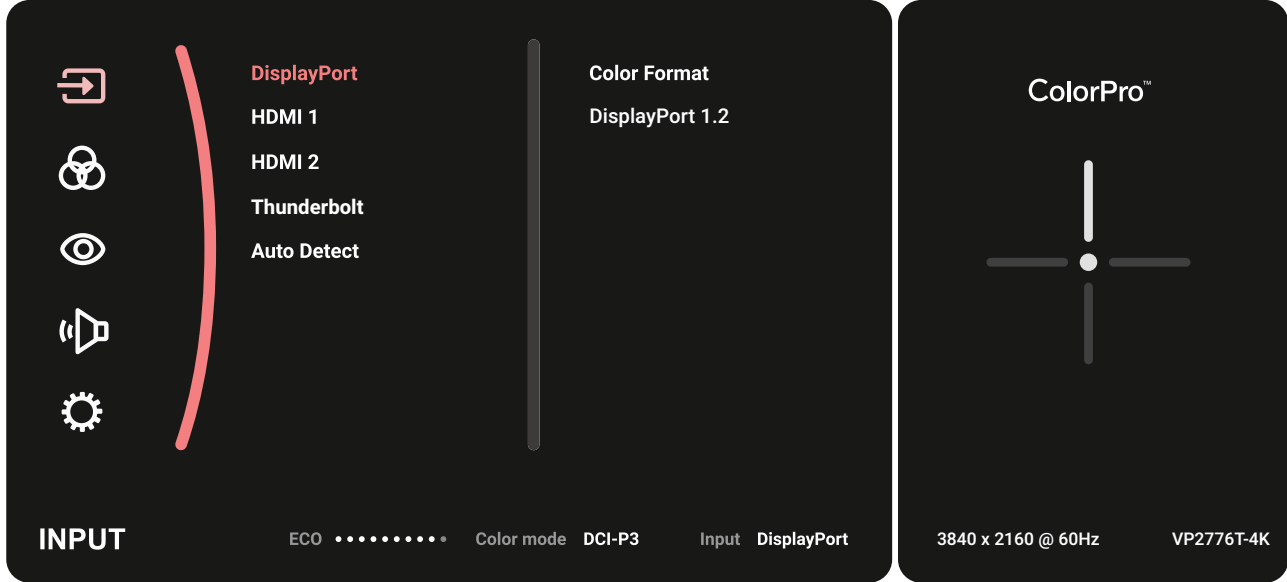 DisplayPort
HDMI 1
HDMI 2
Thunderbolt
Auto Detect
Color Format
DisplayPort 1.2
INPUT
ECO
Color mode DCI-P3
Input DisplayPort
ColorPro™
3840 x 2160 @ 60Hz
VP2776T-4K